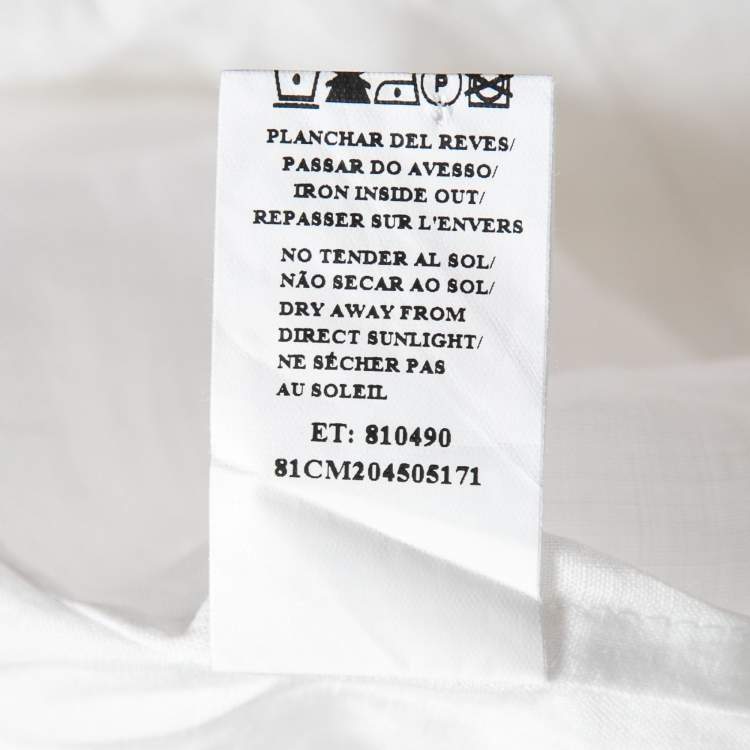 P
PLANCHAR DEL REVES/
PASSAR DO AVESSO/
IRON INSIDE OUT/
REPASSER SUR L'ENVERS
NO TENDER AL SOL/
NÃO SECAR AO SOL/
DRY AWAY FROM
DIRECT SUNLIGHT/
NE SÉCHER PAS
AU SOLEIL
ET: 810490
81CM204505171